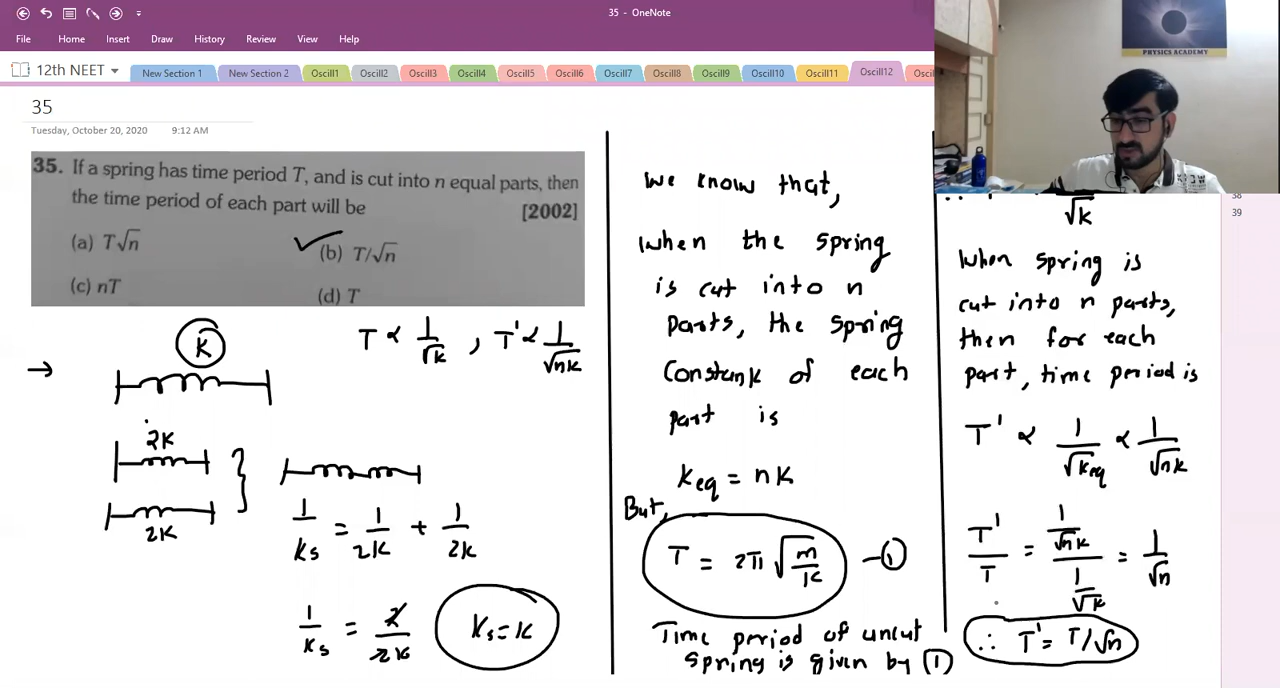 35 - OneNote
File Home Insert Draw History Review View Help
12th NEET New Section 1 New Section 2 Oscill1 Oscill2 Oscill3 Oscill4 Oscill5 Oscill6 Oscill7 Oscill8 Oscill9 Oscill10 Oscill11 Oscill12 Oscil
PHYSICS ACADEMY
35
Tuesday, October 20, 2020 9:12 AM
35. If a spring has time period T, and is cut into n equal parts, then
the time period of each part will be [2002]
(a) T√n (b) T/√n
(c) nT (d) T
K
T ∝ 1/√K , T' ∝ 1/√nK
2K
2K
1/Ks = 1/2K + 1/2K
1/Ks = 2/2K
Ks = K
We know that,
When the spring
is cut into n
parts, the spring
Constank of each
part is
Keq = nK
But,
T = 2π √m/K —①
Time period of uncut
spring is given by (1)
√K
38
39
When spring is
cut into n parts,
then for each
part, time period is
T' ∝ 1/√Keq ∝ 1/√nK
T'/T = 1/√nK / 1/√K = 1/√n
∴ T' = T/√n